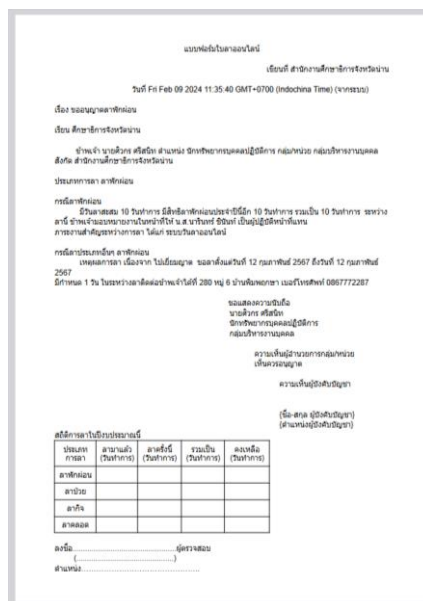 แบบฟอร์มใบลาออนไลน์
เขียนที่ สำนักงานศึกษาธิการจังหวัดน่าน
วันที่ Fri Feb 09 2024 11:35:40 GMT+0700 (Indochina Time) (จากระบบ)
เรื่อง ขออนุญาตลาพักผ่อน
เรียน ศึกษาธิการจังหวัดน่าน
ข้าพเจ้า นายศิวกร ศรีสนิท ตำแหน่ง นักทรัพยากรบุคคลปฏิบัติการ กลุ่ม/หน่วย กลุ่มบริหารงานบุคคล
สังกัด สำนักงานศึกษาธิการจังหวัดน่าน
ประเภทการลา ลาพักผ่อน
กรณีลาพักผ่อน
มีวันลาสะสม 10 วันทำการ มีสิทธิลาพักผ่อนประจำปีนี้อีก 10 วันทำการ รวมเป็น 10 วันทำการ ระหว่าง
ลานี้ ข้าพเจ้ามอบหมายงานในหน้าที่ให้ น.ส.นารินทร์ ชินันท์ เป็นผู้ปฏิบัติหน้าที่แทน
ภาระงานสำคัญระหว่างการลา ได้แก่ ระบบวันลาออนไลน์
กรณีลาประเภทอื่นๆ ลาพักผ่อน
เหตุผลการลา เนื่องจาก ไปเยี่ยมญาต ขอลาตั้งแต่วันที่ 12 กุมภาพันธ์ 2567 ถึงวันที่ 12 กุมภาพันธ์
2567
มีกำหนด 1 วัน ในระหว่างลาติดต่อข้าพเจ้าได้ที่ 280 หมู่ 6 บ้านพิมพฤกษา เบอร์โทรศัพท์ 0867772287
ขอแสดงความนับถือ
นายศิวกร ศรีสนิท
นักทรัพยากรบุคคลปฏิบัติการ
กลุ่มบริหารงานบุคคล
ความเห็นผู้อำนวยการกลุ่ม/หน่วย
เห็นควรอนุญาต
ความเห็นผู้บังคับบัญชา
(ชื่อ-สกุล ผู้บังคับบัญชา)
(ตำแหน่งผู้บังคับบัญชา)
สถิติการลาในปีงบประมาณนี้
ประเภท ลามาแล้ว ลาครั้งนี้ รวมเป็น คงเหลือ
การลา (วันทำการ) (วันทำการ) (วันทำการ) (วันทำการ)
ลาพักผ่อน
ลาป่วย
ลากิจ
ลาคลอด
ลงชื่อ..............................................ผู้ตรวจสอบ
(............................................)
ตำแหน่ง....................................................